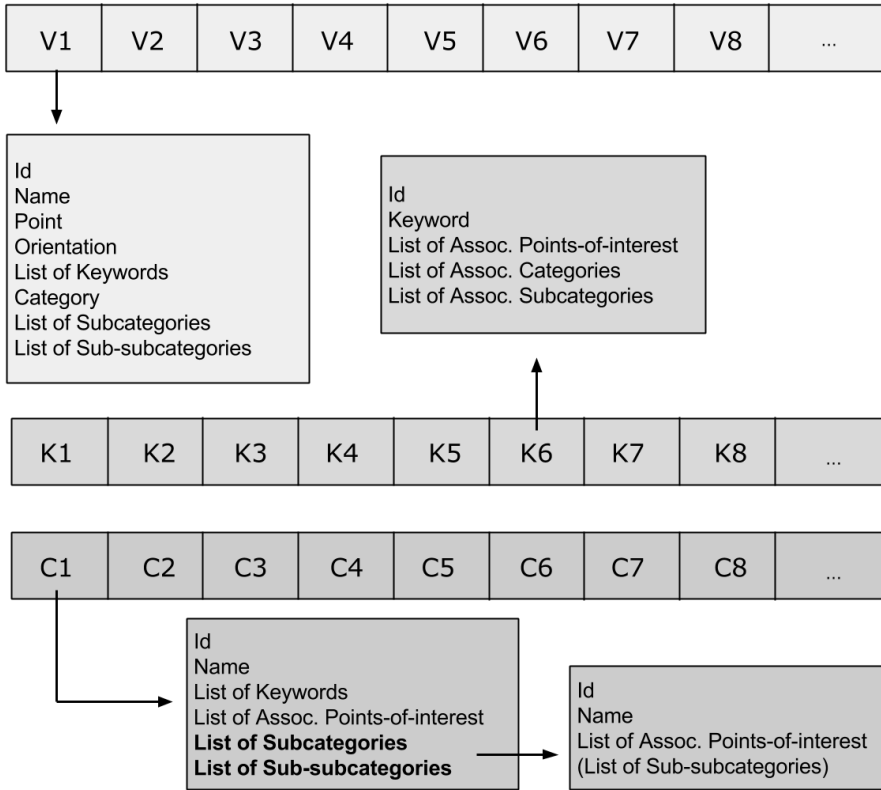 V1 V2 V3 V4 V5 V6 V7 V8 ...
Id
Name
Point
Orientation
List of Keywords
Category
List of Subcategories
List of Sub-subcategories
Id
Keyword
List of Assoc. Points-of-interest
List of Assoc. Categories
List of Assoc. Subcategories
K1 K2 K3 K4 K5 K6 K7 K8 ...
C1 C2 C3 C4 C5 C6 C7 C8 ...
Id
Name
List of Keywords
List of Assoc. Points-of-interest
List of Subcategories
List of Sub-subcategories
Id
Name
List of Assoc. Points-of-interest
(List of Sub-subcategories)